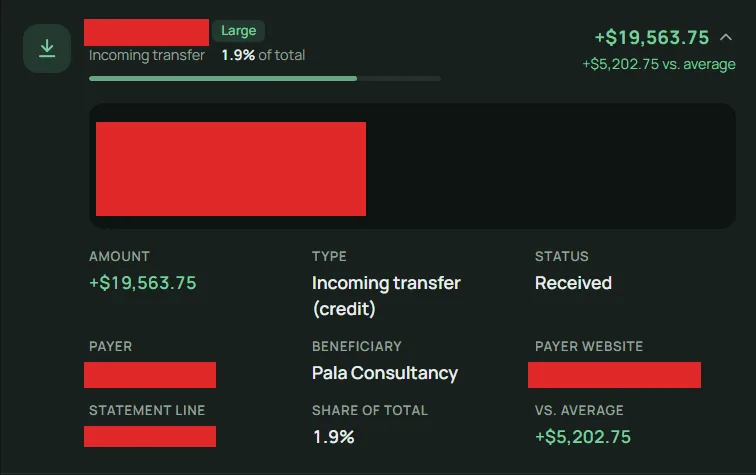 Large
+$19,563.75
Incoming transfer 1.9% of total
+$5,202.75 vs. average
AMOUNT TYPE STATUS
+$19,563.75 Incoming transfer Received
(credit)
PAYER BENEFICIARY PAYER WEBSITE
Pala Consultancy
STATEMENT LINE SHARE OF TOTAL VS. AVERAGE
1.9% +$5,202.75